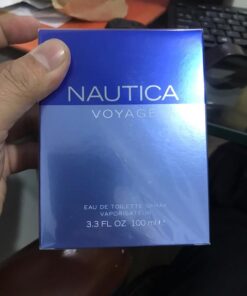 NAUTICA
VOYAGE
EAU DE TOILETTE SPRAY
VAPORISATEUR
3.3 FL OZ 100 ml e